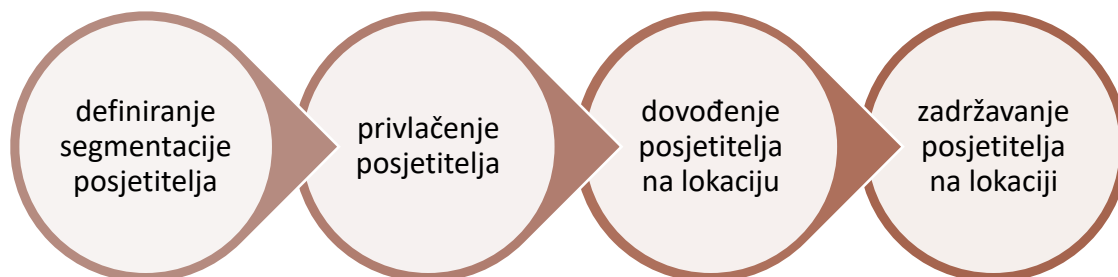 definiranje
segmentacije
posjetitelja
privlačenje
posjetitelja
dovođenje
posjetitelja
na lokaciju
zadržavanje
posjetitelja
na lokaciji